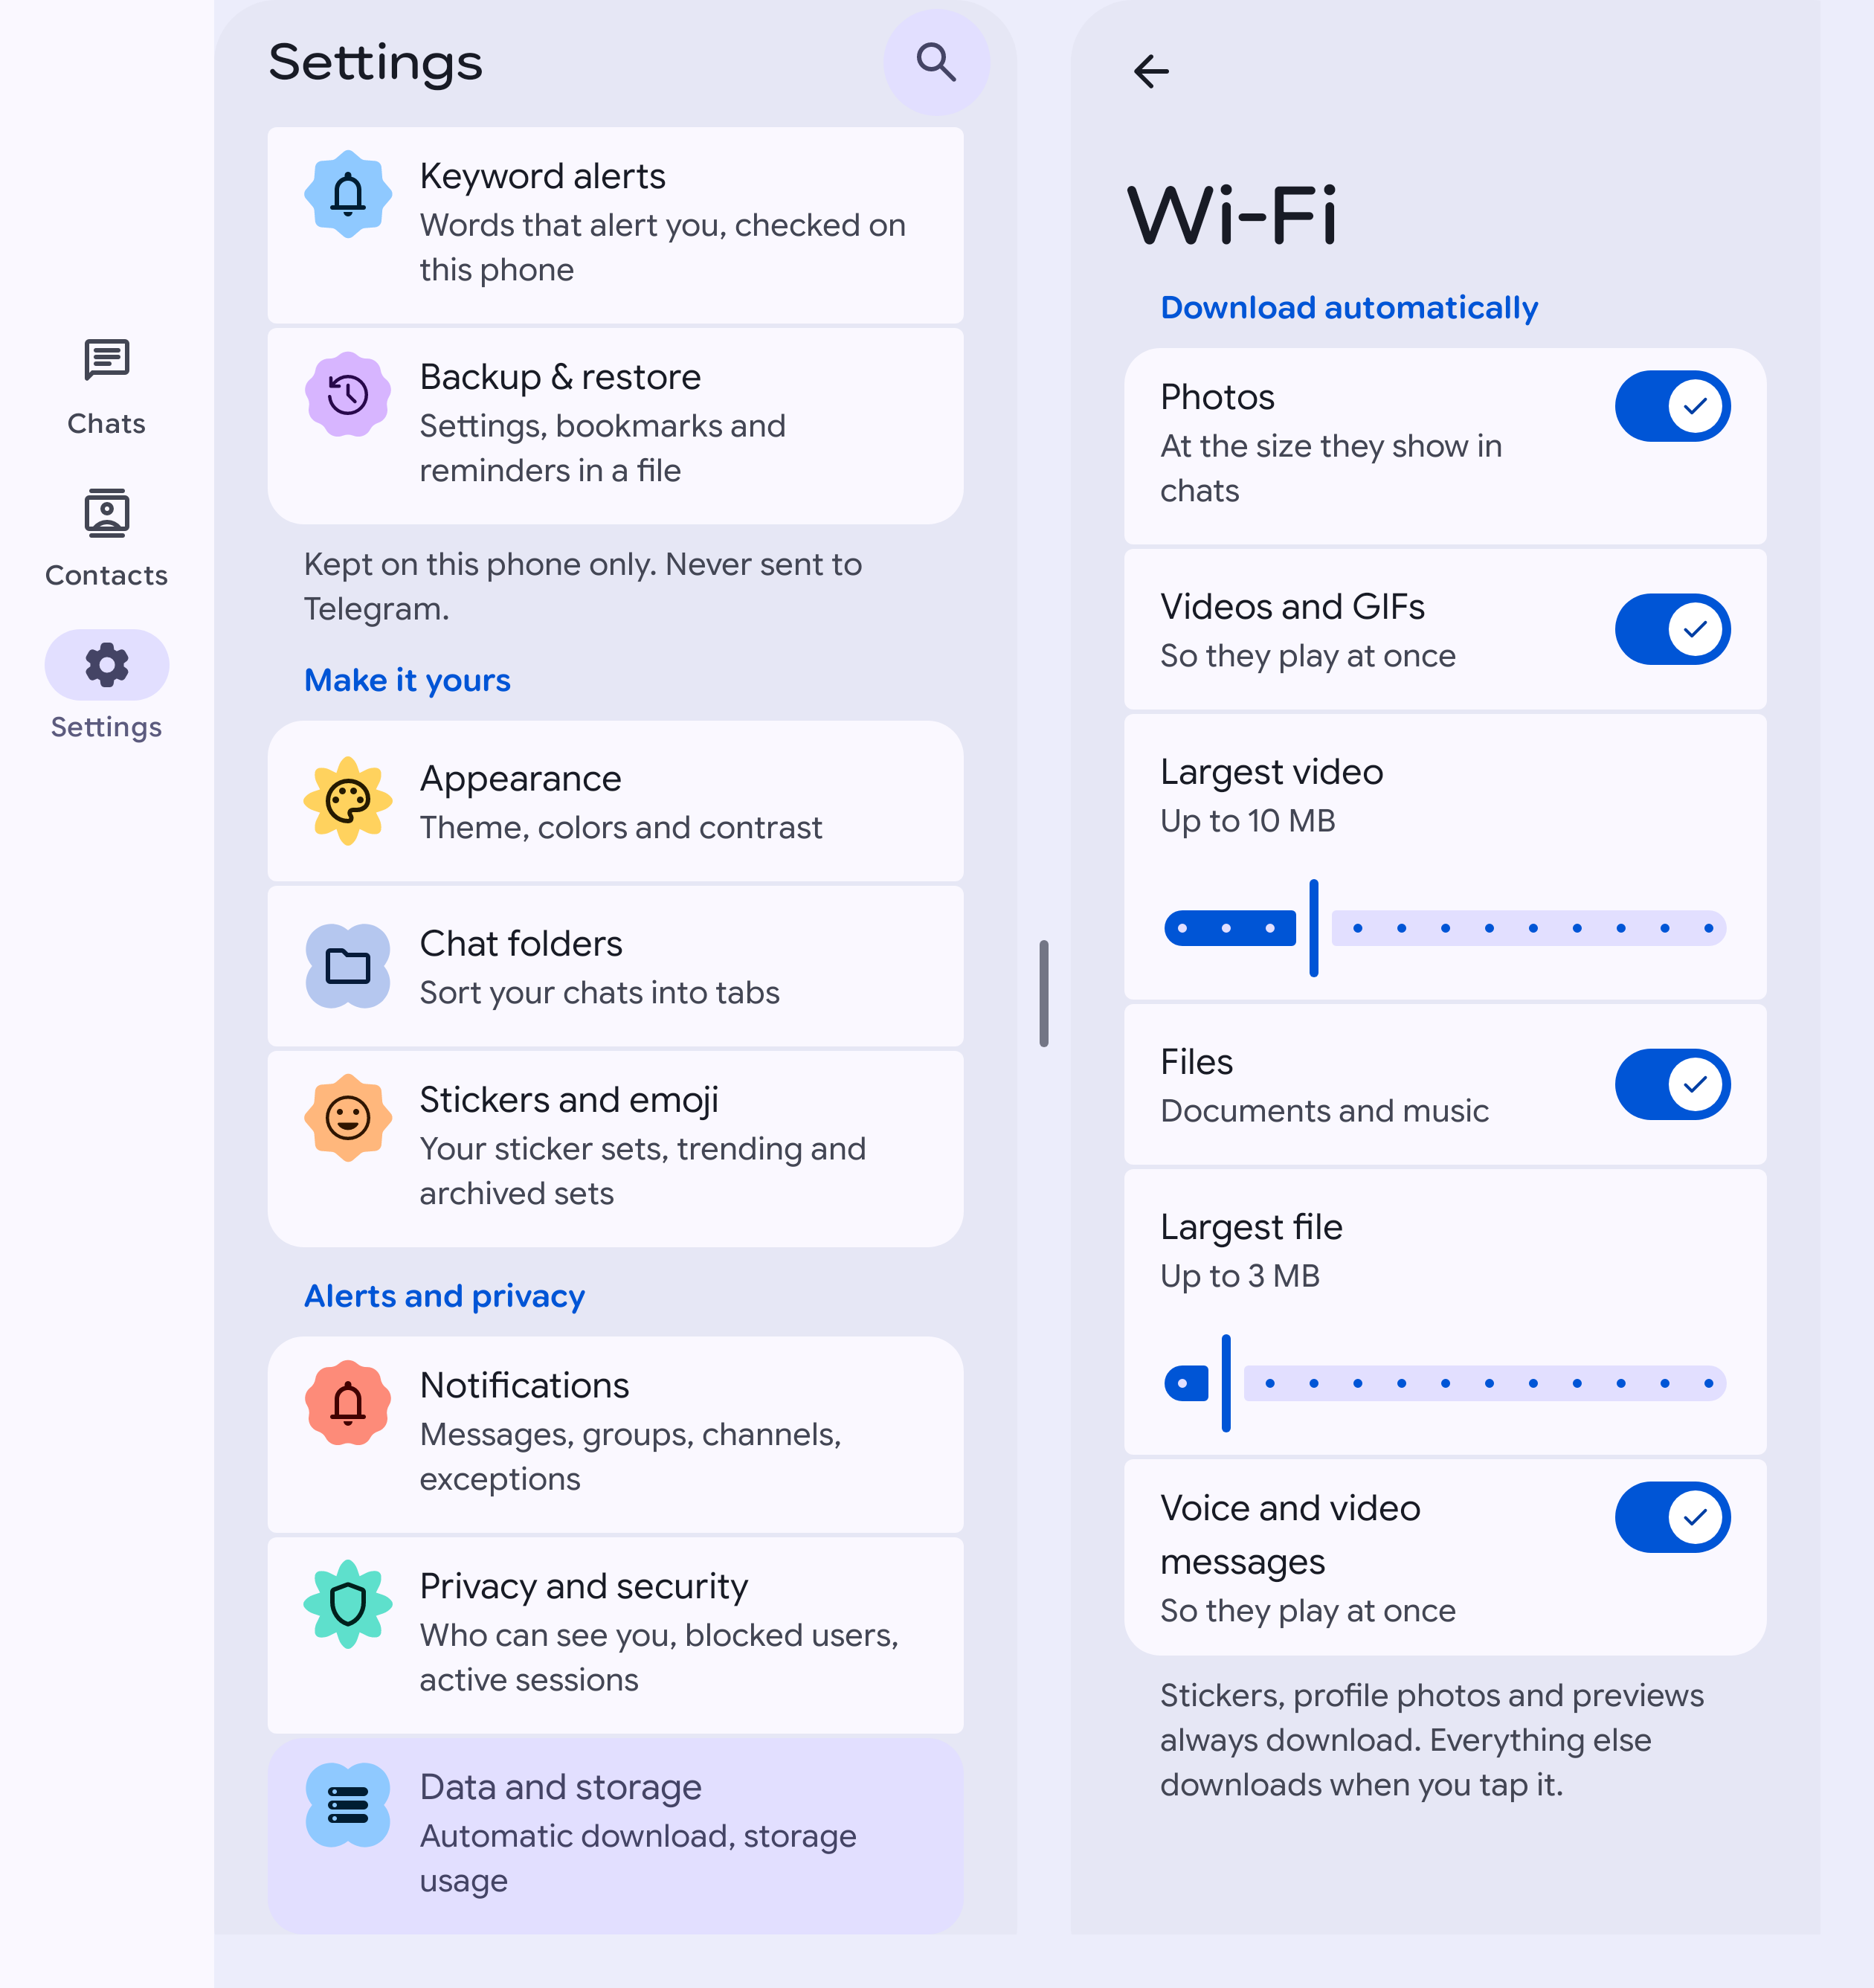 Chats
Contacts
Settings
Settings
Keyword alerts
Words that alert you, checked on
this phone
Backup & restore
Settings, bookmarks and
reminders in a file
Kept on this phone only. Never sent to
Telegram.
Make it yours
Appearance
Theme, colors and contrast
Chat folders
Sort your chats into tabs
Stickers and emoji
Your sticker sets, trending and
archived sets
Alerts and privacy
Notifications
Messages, groups, channels,
exceptions
Privacy and security
Who can see you, blocked users,
active sessions
Data and storage
Automatic download, storage
usage
Wi-Fi
Download automatically
Photos
At the size they show in
chats
Videos and GIFs
So they play at once
Largest video
Up to 10 MB
Files
Documents and music
Largest file
Up to 3 MB
Voice and video
messages
So they play at once
Stickers, profile photos and previews
always download. Everything else
downloads when you tap it.